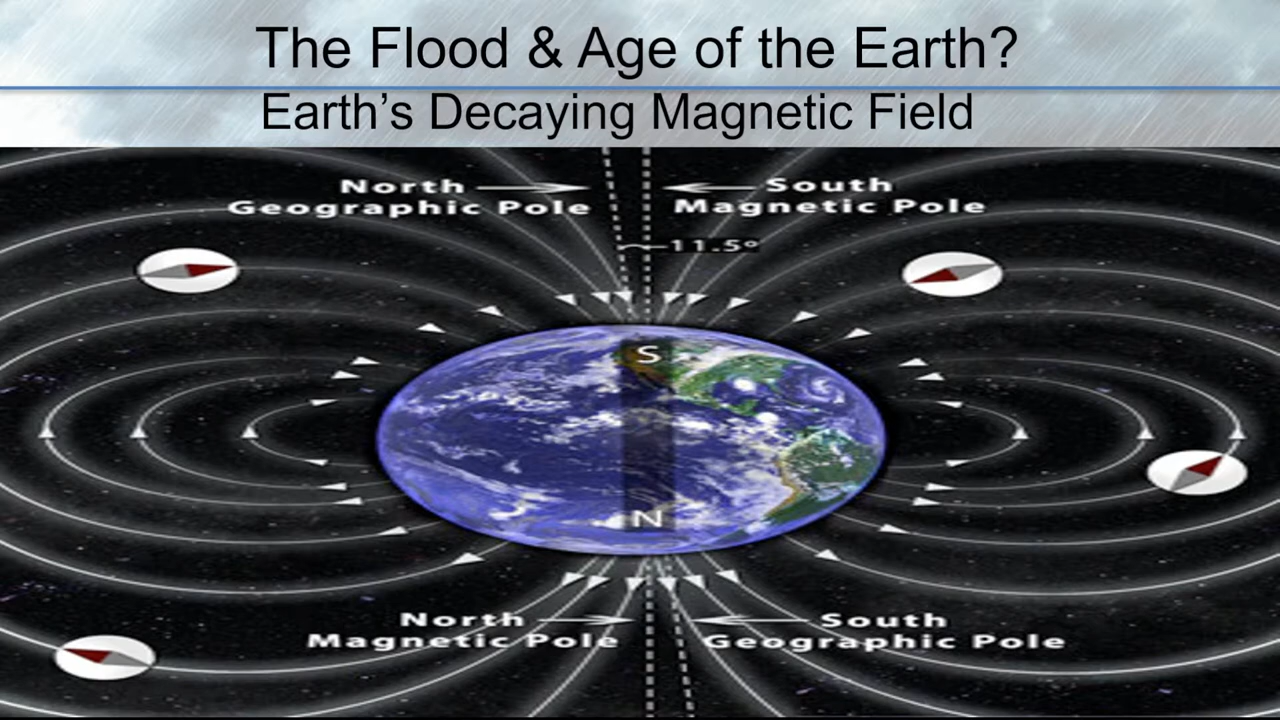 The Flood & Age of the Earth?
Earth's Decaying Magnetic Field
North
Geographic Pole
South
Magnetic Pole
11.5º
S
N
North
Magnetic Pole
South
Geographic Pole